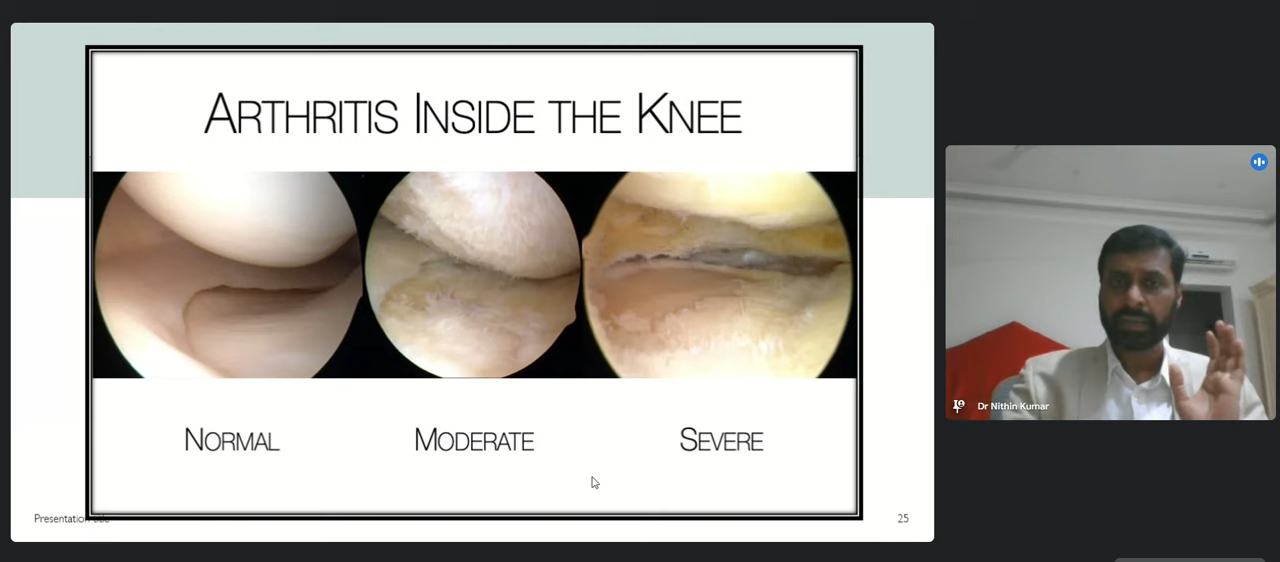 ARTHRITIS INSIDE THE KNEE
NORMAL
MODERATE
SEVERE
Presentation
25
Dr Nithin Kumar